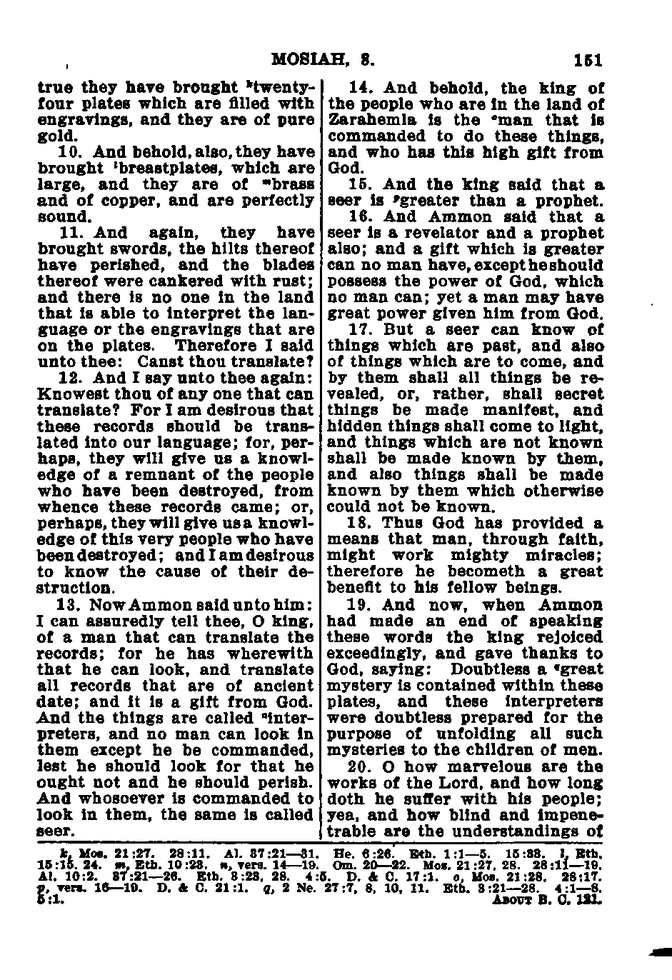 MOSIAH, 8. 151
true they have brought ktwenty-
four plates which are filled with
engravings, and they are of pure
gold.
10. And behold, also, they have
brought lbreastplates, which are
large, and they are of mbrass
and of copper, and are perfectly
sound.
11. And again, they have
brought swords, the hilts thereof
have perished, and the blades
thereof were cankered with rust;
and there is no one in the land
that is able to interpret the lan-
guage or the engravings that are
on the plates. Therefore I said
unto thee: Canst thou translate?
12. And I say unto thee again:
Knowest thou of any one that can
translate? For I am desirous that
these records should be trans-
lated into our language; for, per-
haps, they will give us a knowl-
edge of a remnant of the people
who have been destroyed, from
whence these records came; or,
perhaps, they will give us a knowl-
edge of this very people who have
been destroyed; and I am desirous
to know the cause of their de-
struction.
13. Now Ammon said unto him:
I can assuredly tell thee, O king,
of a man that can translate the
records; for he has wherewith
that he can look, and translate
all records that are of ancient
date; and it is a gift from God.
And the things are called ninter-
preters, and no man can look in
them except he be commanded,
lest he should look for that he
ought not and he should perish.
And whosoever is commanded to
look in them, the same is called
seer.
14. And behold, the king of
the people who are in the land of
Zarahemla is the oman that is
commanded to do these things,
and who has this high gift from
God.
15. And the king said that a
seer is pgreater than a prophet.
16. And Ammon said that a
seer is a revelator and a prophet
also; and a gift which is greater
can no man have, except he should
possess the power of God, which
no man can; yet a man may have
great power given him from God.
17. But a seer can know of
things which are past, and also
of things which are to come, and
by them shall all things be re-
vealed, or, rather, shall secret
things be made manifest, and
hidden things shall come to light,
and things which are not known
shall be made known by them,
and also things shall be made
known by them which otherwise
could not be known.
18. Thus God has provided a
means that man, through faith,
might work mighty miracles;
therefore he becometh a great
benefit to his fellow beings.
19. And now, when Ammon
had made an end of speaking
these words the king rejoiced
exceedingly, and gave thanks to
God, saying: Doubtless a qgreat
mystery is contained within these
plates, and these interpreters
were doubtless prepared for the
purpose of unfolding all such
mysteries to the children of men.
20. O how marvelous are the
works of the Lord, and how long
doth he suffer with his people;
yea, and how blind and impene-
trable are the understandings of
k, Mos. 21:27. 28:11. Al. 37:21—31. He. 6:26. Eth. 1:1—5. 15:33. l, Eth.
15:15. 24. m, Eth. 10:23. n, vers. 14—19. Om. 20—22. Mos. 21:27, 28. 28:11—19.
Al. 10:2. 37:21—26. Eth. 3:23, 28. 4:5. D. & C. 17:1. o, Mos. 21:28. 28:17.
p, vers. 16—19. D. & C. 21:1. q, 2 Ne. 27:7, 8, 10, 11. Eth. 3:21—28. 4:1—8.
5:1. ABOUT B. C. 121.